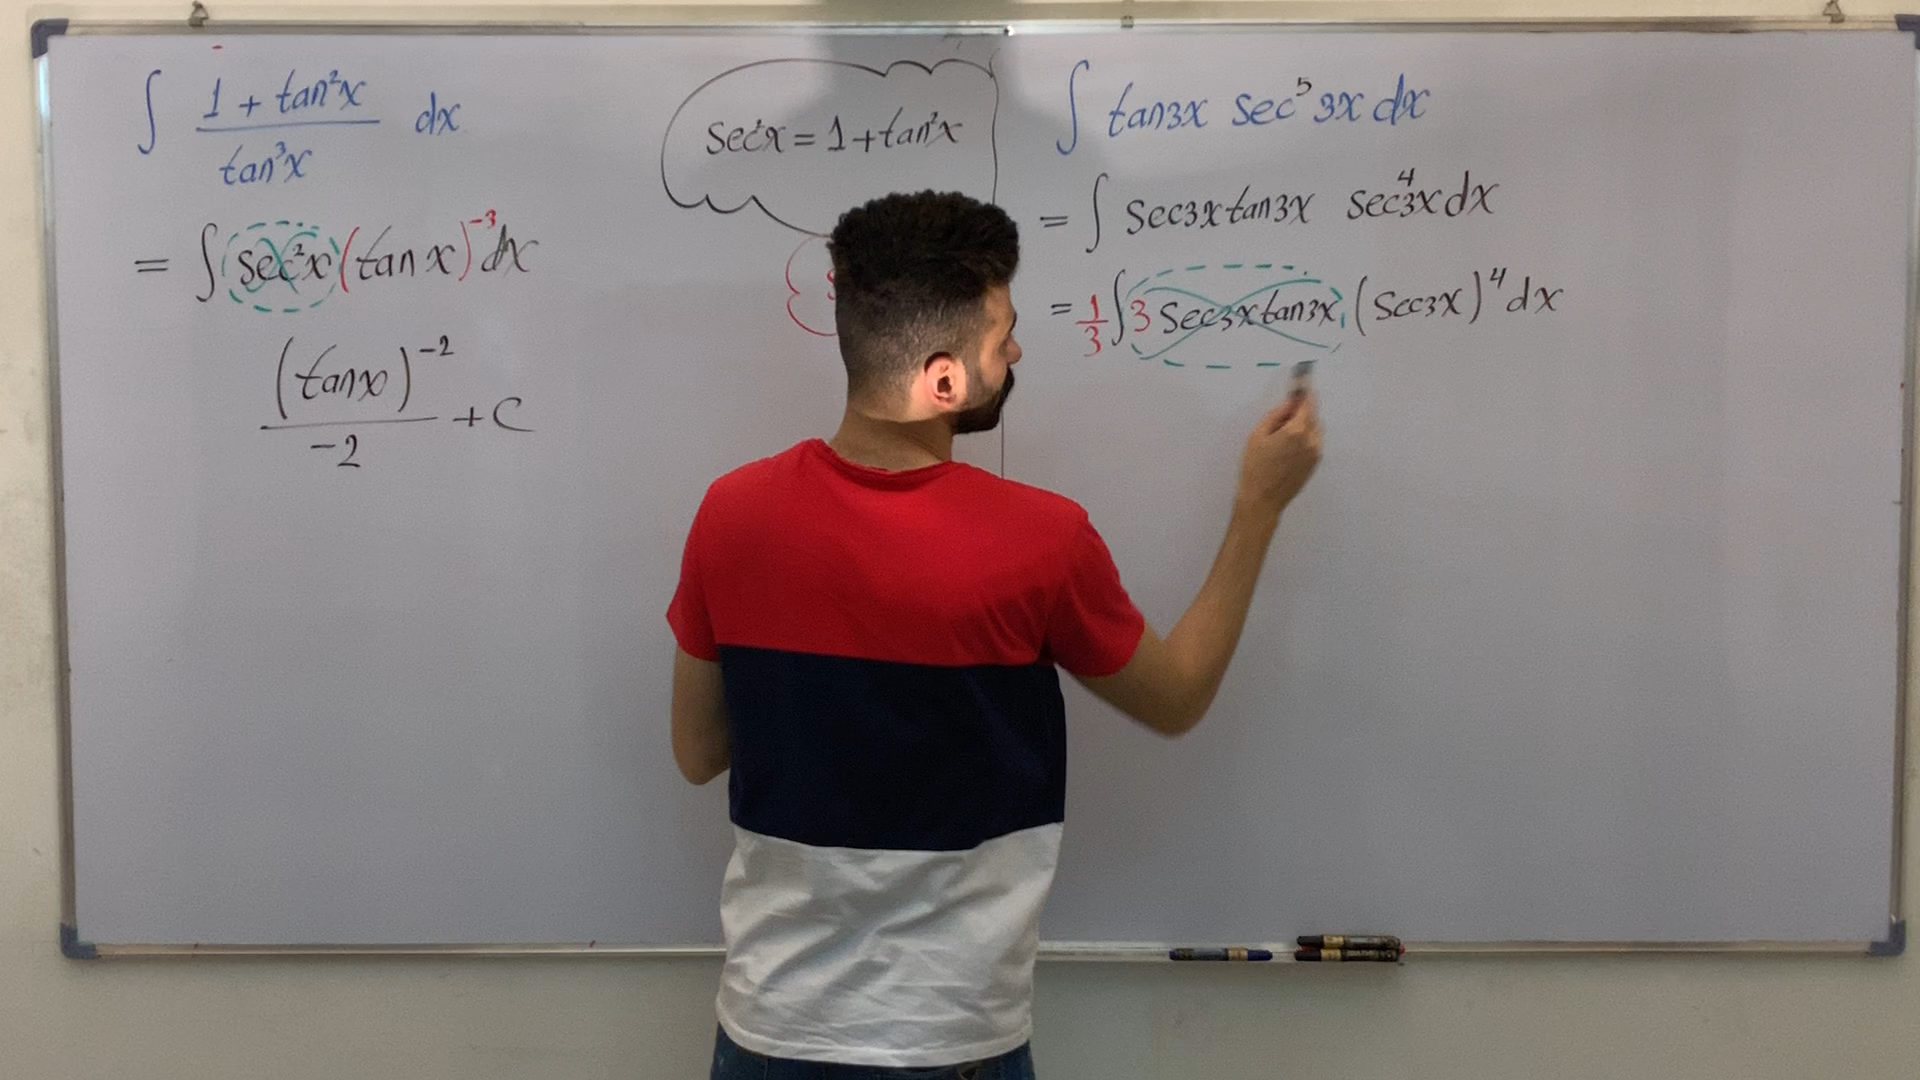 ∫ (1 + tan²x)/(tan³x) dx
= ∫ sec²x (tan x)⁻³ dx
(tan x)⁻²/(-2) + C
Sec²x = 1 + tan²x
∫ tan3x sec⁵3x dx
= ∫ Sec3x tan3x sec⁴3x dx
= 1/3 ∫ 3 Sec3x tan3x (Sec3x)⁴ dx